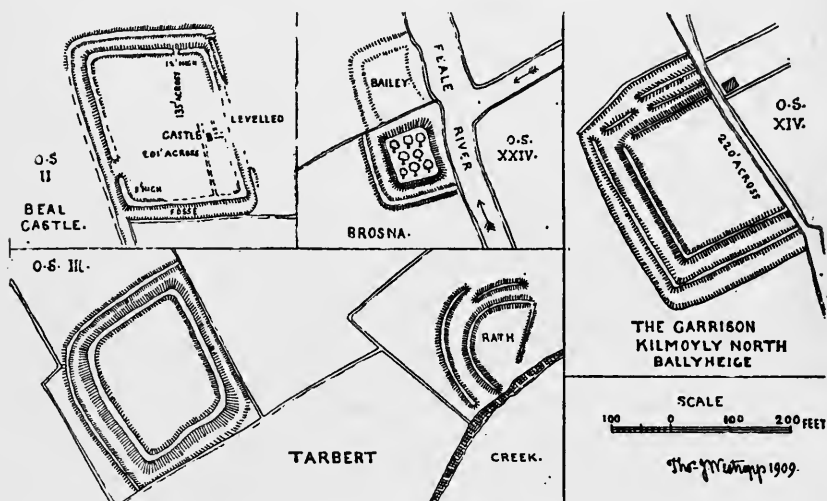 O.S
II
BEAL
CASTLE.
15' HIGH
135' ACROSS
CASTLE
201' ACROSS
LEVELLED
FOSSE
BAILEY
FEALE
RIVER
O.S.
XXIV.
BROSNA.
O.S.
XIV.
220' ACROSS
THE GARRISON
KILMOYLY NORTH
BALLYHEIGE
O.S. III.
RATH
TARBERT
CREEK.
SCALE
100 0 100 200 FEET
Thos. J Westropp 1909.